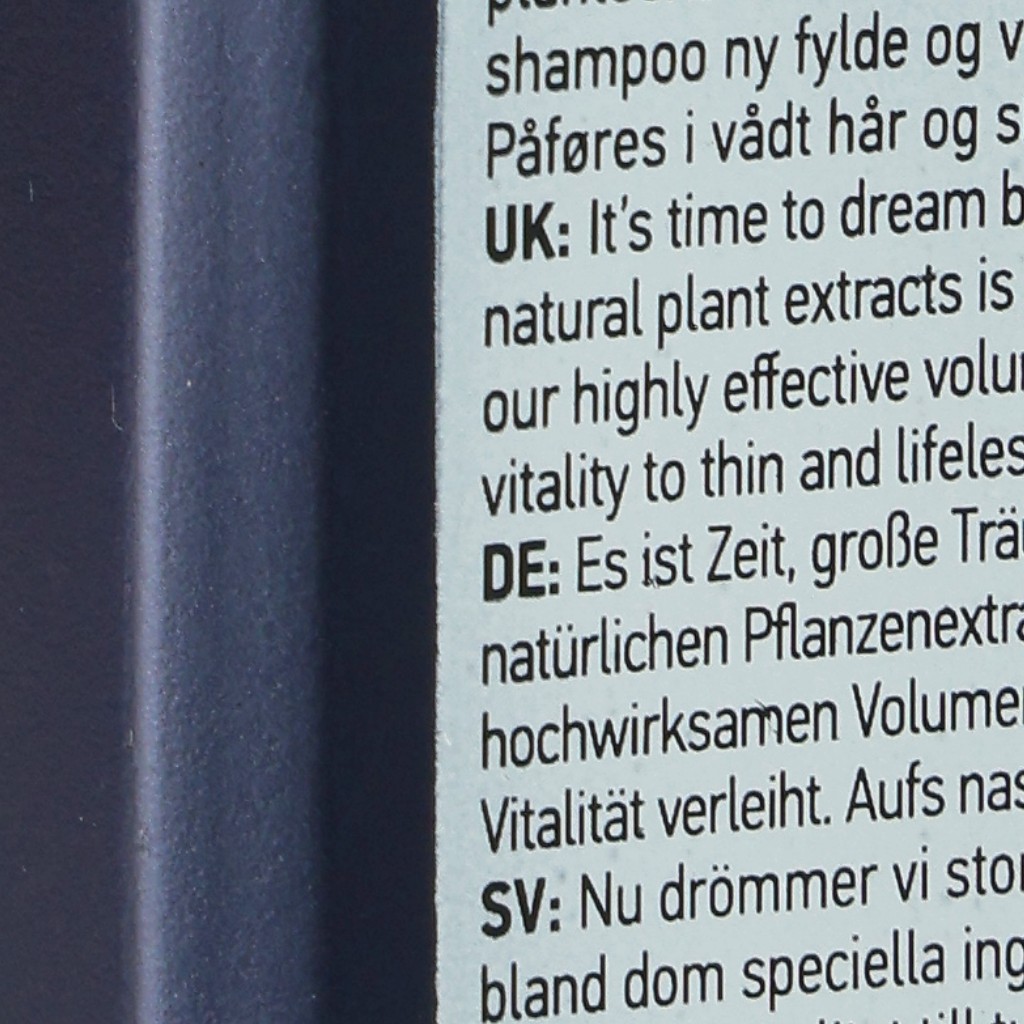 shampoo ny fylde og v
Påføres i vådt hår og s
UK: It's time to dream b
natural plant extracts is
our highly effective volu
vitality to thin and lifeles
DE: Es ist Zeit, große Trä
natürlichen Pflanzenextra
hochwirksamen Volume
Vitalität verleiht. Aufs nas
SV: Nu drömmer vi stor
bland dom speciella ing